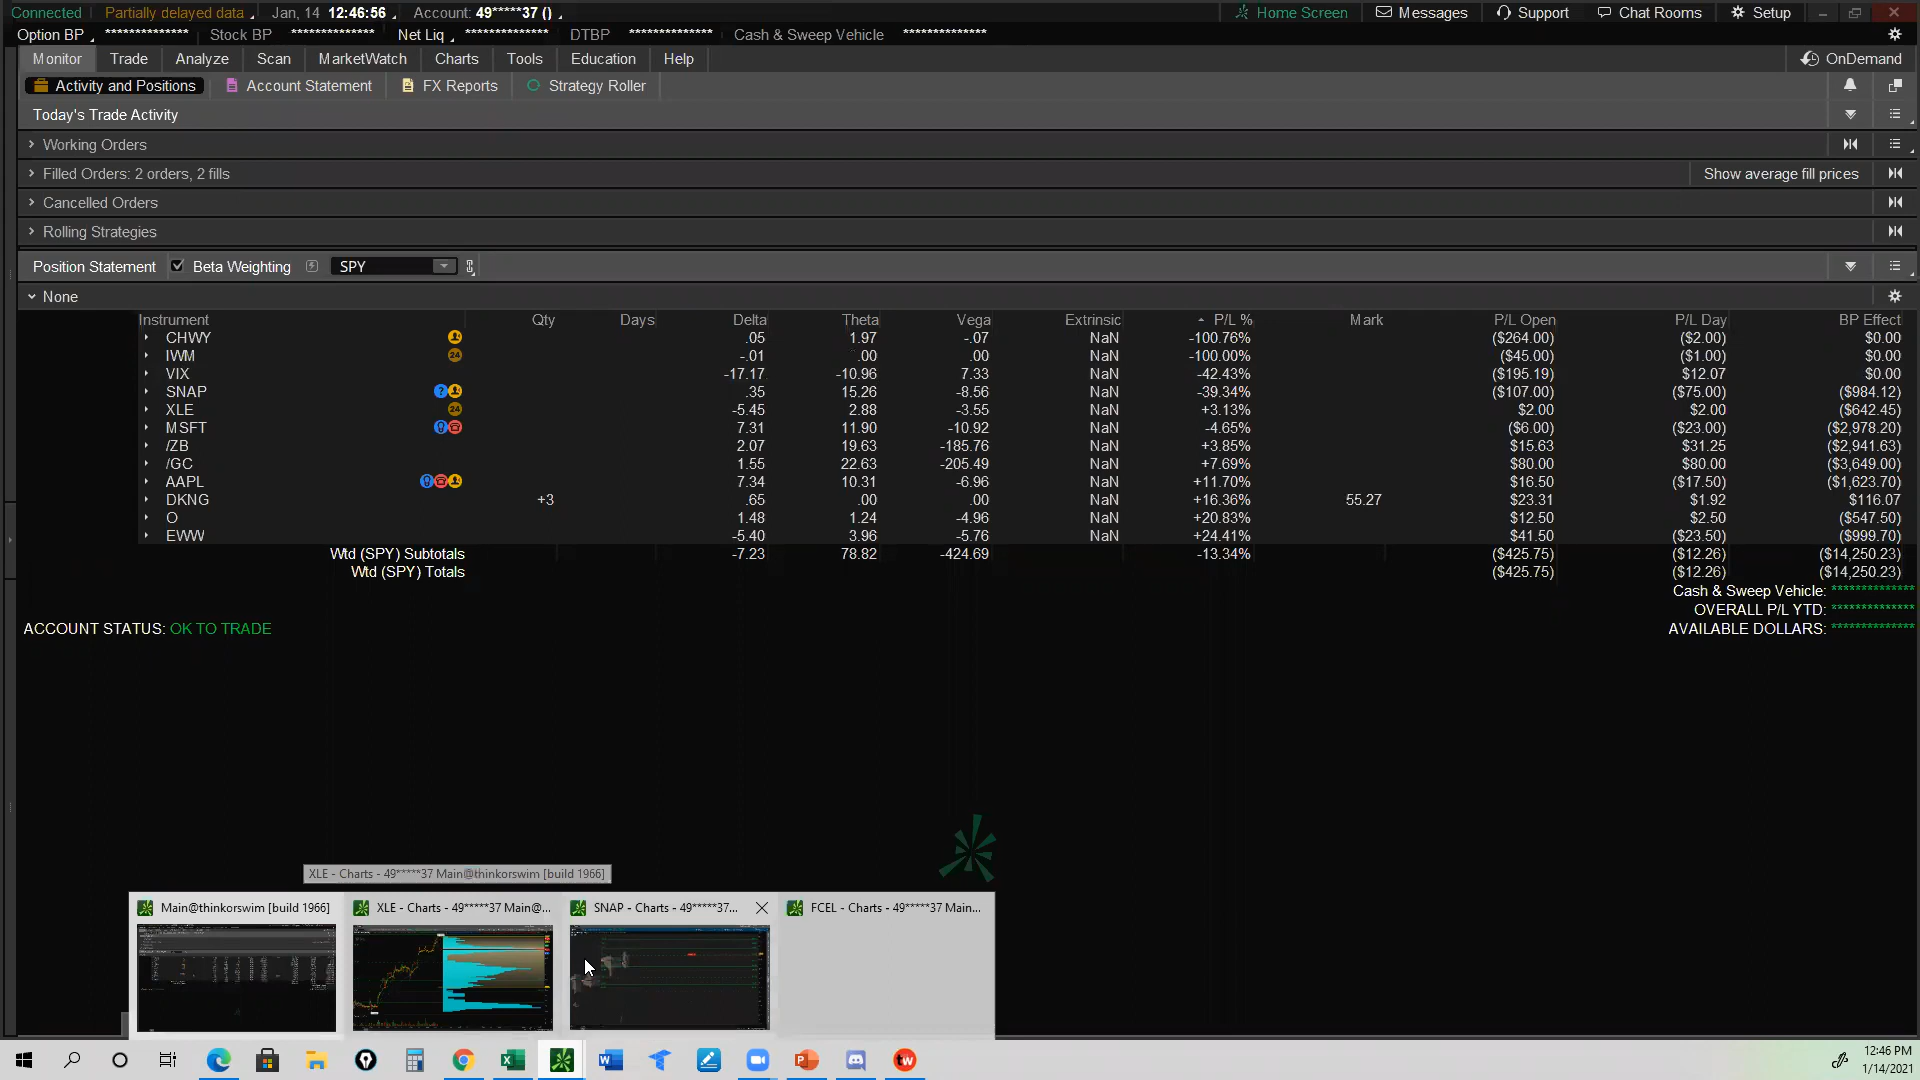 Connected Partially delayed data Jan, 14 12:46:56 Account: 49*****37 () Home Screen Messages Support Chat Rooms Setup
Option BP ************** Stock BP ************** Net Liq ************** DTBP ************** Cash & Sweep Vehicle **************
Monitor Trade Analyze Scan MarketWatch Charts Tools Education Help OnDemand
Activity and Positions Account Statement FX Reports Strategy Roller
Today's Trade Activity
Working Orders
Filled Orders: 2 orders, 2 fills Show average fill prices
Cancelled Orders
Rolling Strategies
Position Statement Beta Weighting SPY
None
Instrument Qty Days Delta Theta Vega Extrinsic P/L % Mark P/L Open P/L Day BP Effect
CHWY .05 1.97 -.07 NaN -100.76% ($264.00) ($2.00) $0.00
IWM 24 -.01 .00 .00 NaN -100.00% ($45.00) ($1.00) $0.00
VIX -17.17 -10.96 7.33 NaN -42.43% ($195.19) $12.07 $0.00
SNAP ? .35 15.26 -8.56 NaN -39.34% ($107.00) ($75.00) ($984.12)
XLE 24 -5.45 2.88 -3.55 NaN +3.13% $2.00 $2.00 ($642.45)
MSFT 7.31 11.90 -10.92 NaN -4.65% ($6.00) ($23.00) ($2,978.20)
/ZB 2.07 19.63 -185.76 NaN +3.85% $15.63 $31.25 ($2,941.63)
/GC 1.55 22.63 -205.49 NaN +7.69% $80.00 $80.00 ($3,649.00)
AAPL 7.34 10.31 -6.96 NaN +11.70% $16.50 ($17.50) ($1,623.70)
DKNG +3 .65 .00 .00 NaN +16.36% 55.27 $23.31 $1.92 $116.07
O 1.48 1.24 -4.96 NaN +20.83% $12.50 $2.50 ($547.50)
EWW -5.40 3.96 -5.76 NaN +24.41% $41.50 ($23.50) ($999.70)
Wtd (SPY) Subtotals -7.23 78.82 -424.69 -13.34% ($425.75) ($12.26) ($14,250.23)
Wtd (SPY) Totals ($425.75) ($12.26) ($14,250.23)
Cash & Sweep Vehicle: **************
OVERALL P/L YTD: **************
ACCOUNT STATUS: OK TO TRADE AVAILABLE DOLLARS: **************
XLE - Charts - 49*****37 Main@thinkorswim [build 1966]
Main@thinkorswim [build 1966] XLE - Charts - 49*****37 Main@... SNAP - Charts - 49*****37... FCEL - Charts - 49*****37 Main...
tw
12:46 PM
1/14/2021